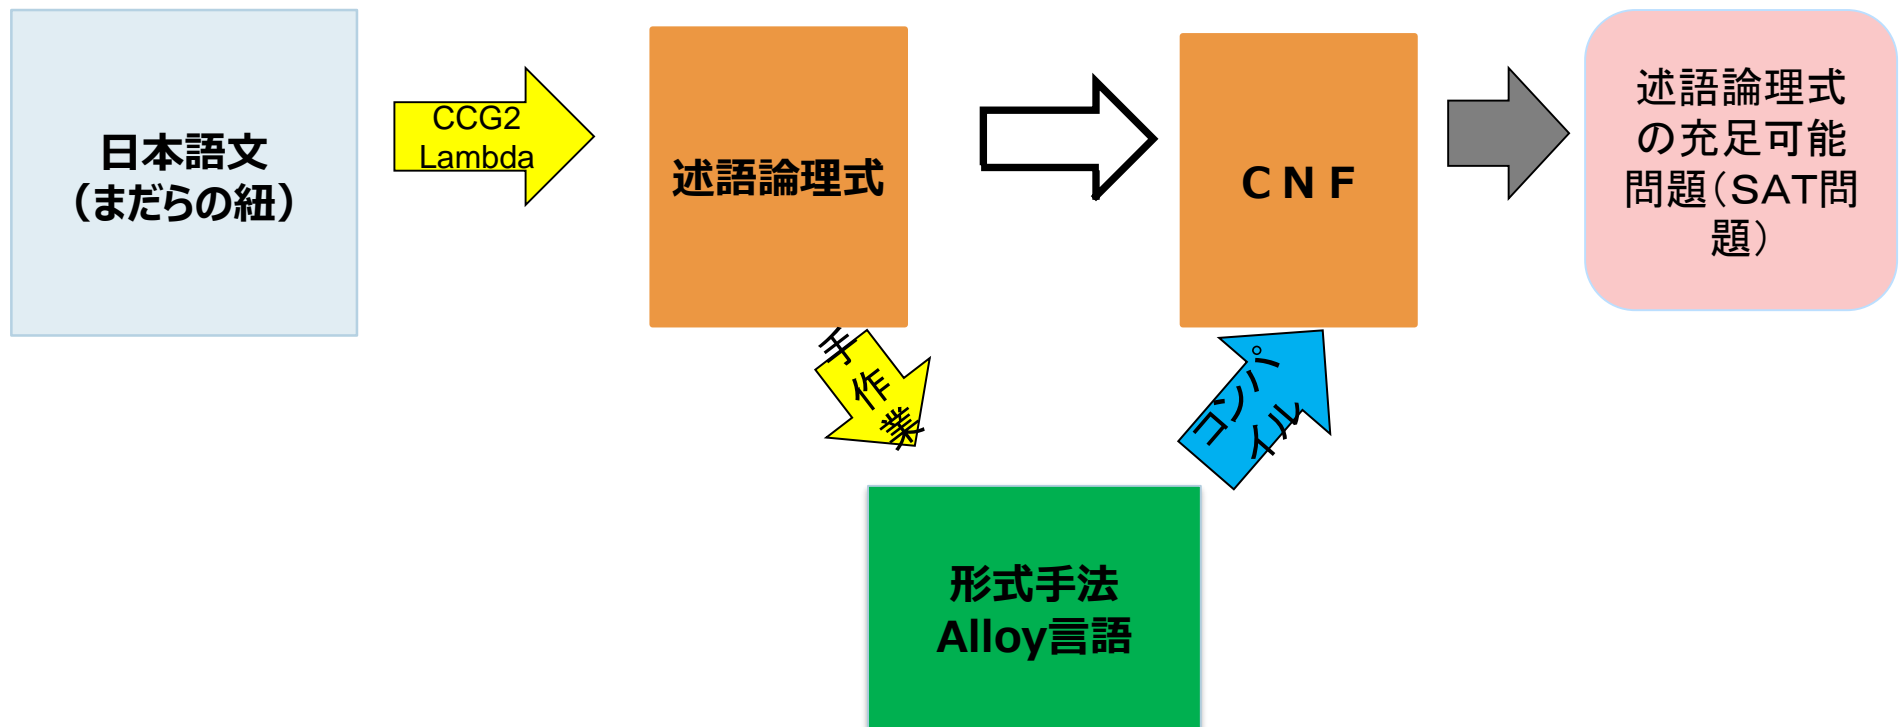 日本語文
（まだらの紐）
CCG2
Lambda
述語論理式
ＣＮＦ
述語論理式
の充足可能
問題（SAT問
題）
手
作
業
コンパ
イル
形式手法
Alloy言語